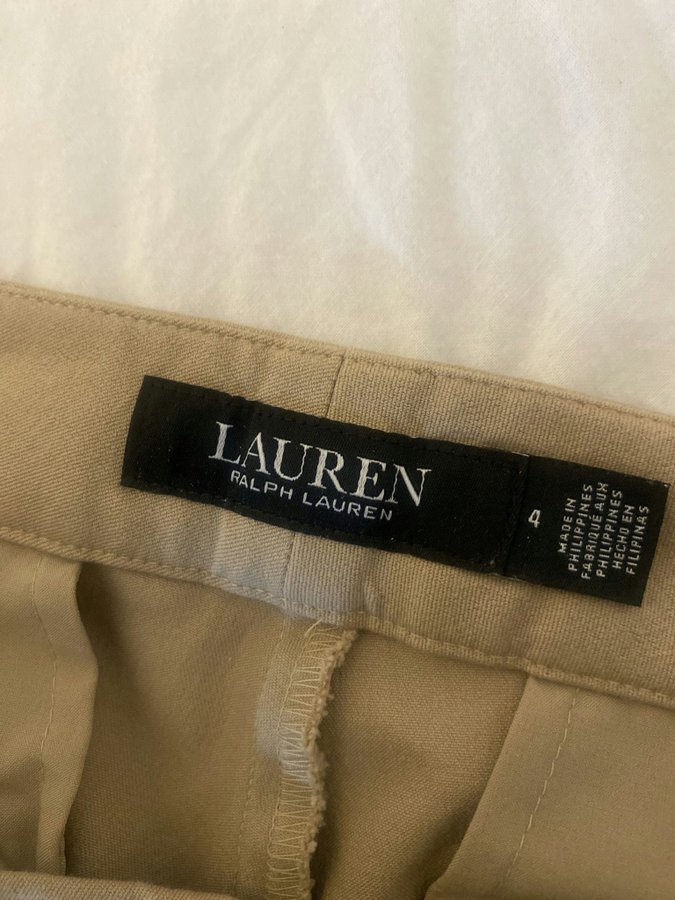 LAUREN
RALPH LAUREN
4
MADE IN
PHILIPPINES
FABRIQUÉ AUX
PHILIPPINES
HECHO EN
FILIPINAS